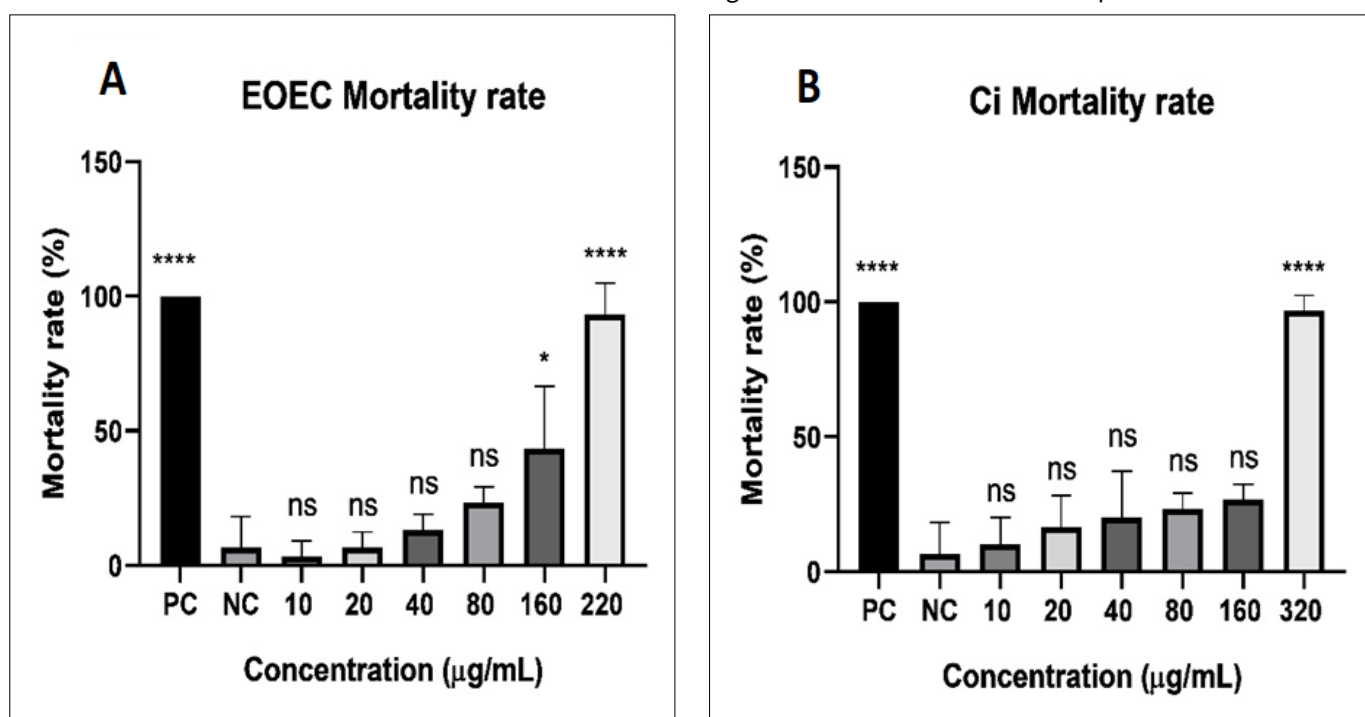 A
EOEC Mortality rate
Mortality rate (%)
150
100
50
0
****
ns
ns
ns
ns
*
****
PC NC 10 20 40 80 160 220
Concentration (μg/mL)
B
Ci Mortality rate
Mortality rate (%)
150
100
50
0
****
ns
ns
ns
ns
ns
****
PC NC 10 20 40 80 160 320
Concentration (μg/mL)